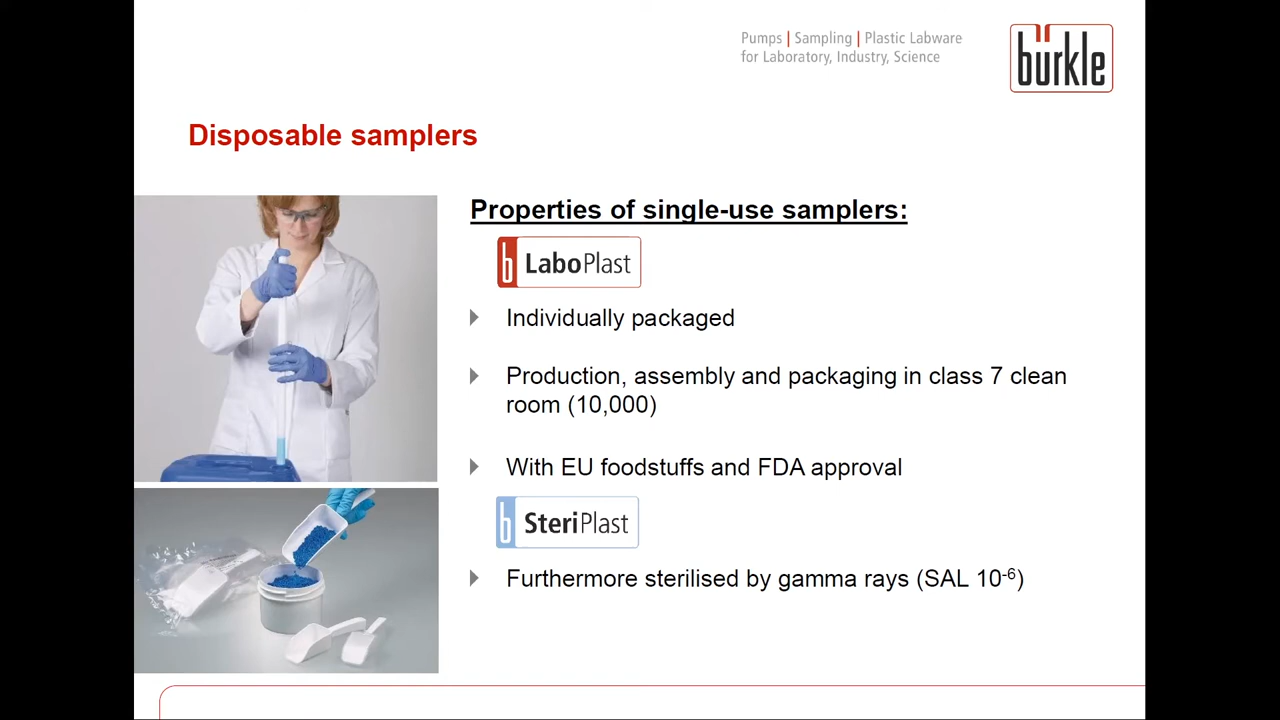 Pumps | Sampling | Plastic Labware
for Laboratory, Industry, Science
bürkle
Disposable samplers
Properties of single-use samplers:
b LaboPlast
Individually packaged
Production, assembly and packaging in class 7 clean
room (10,000)
With EU foodstuffs and FDA approval
b SteriPlast
Furthermore sterilised by gamma rays (SAL 10⁻⁶)